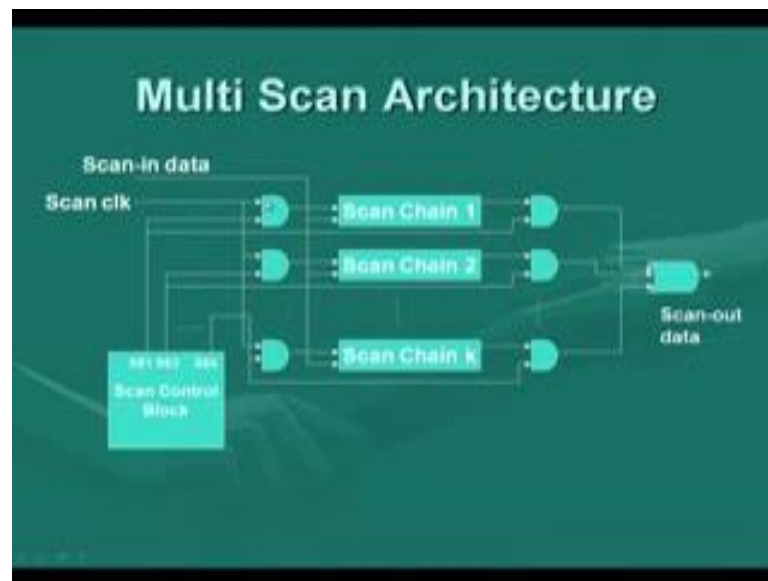 Multi Scan Architecture
Scan-in data
Scan clk
Scan Chain 1
Scan Chain 2
Scan-out
data
Scan Chain k
Scan Control
Block